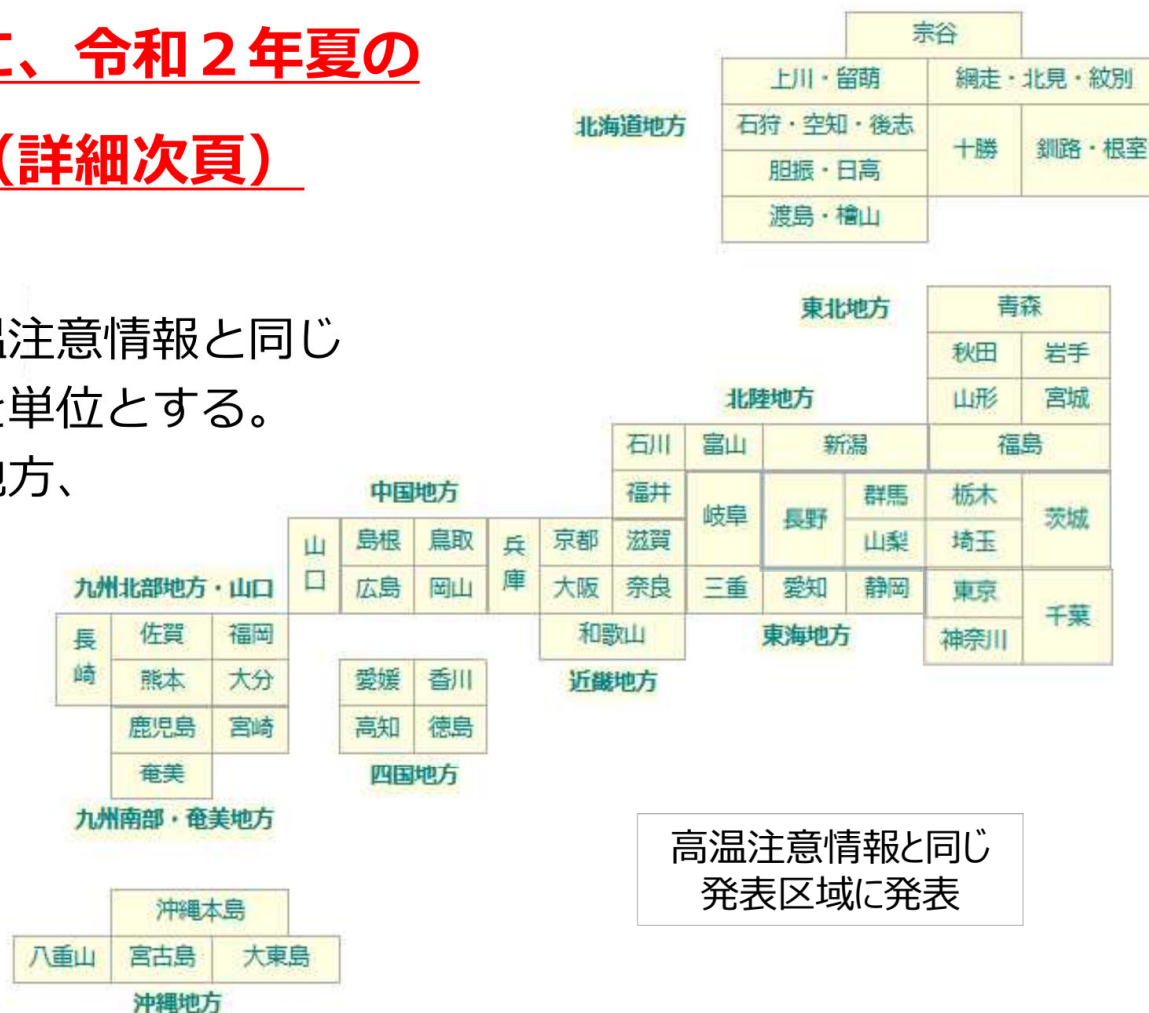 に、令和２年夏の
（詳細次頁）
温注意情報と同じ
を単位とする。
地方、
北海道地方
宗谷
上川・留萌
網走・北見・紋別
石狩・空知・後志
十勝
釧路・根室
胆振・日高
渡島・檜山
東北地方
青森
秋田
岩手
山形
宮城
福島
北陸地方
石川
富山
新潟
福井
岐阜
長野
群馬
栃木
茨城
山梨
埼玉
中国地方
山口
島根
鳥取
兵庫
京都
滋賀
広島
岡山
大阪
奈良
三重
愛知
静岡
東京
千葉
和歌山
東海地方
神奈川
近畿地方
九州北部地方・山口
長崎
佐賀
福岡
熊本
大分
鹿児島
宮崎
奄美
九州南部・奄美地方
愛媛
香川
高知
徳島
四国地方
高温注意情報と同じ
発表区域に発表
沖縄本島
八重山
宮古島
大東島
沖縄地方